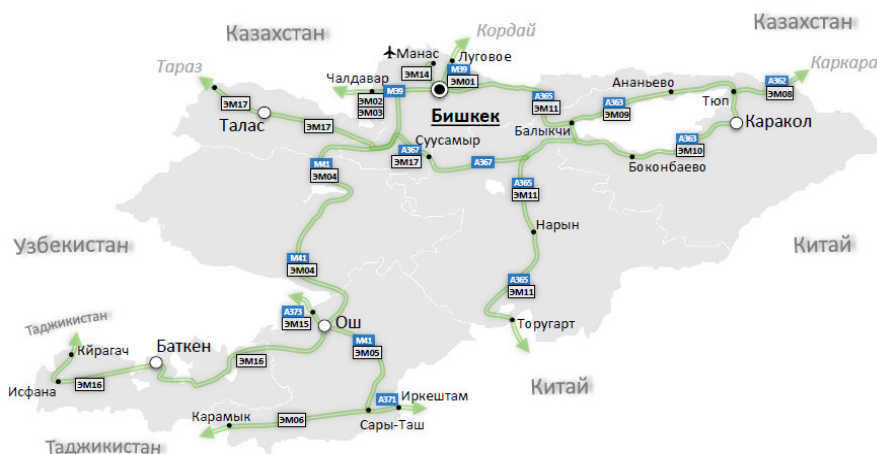 Казахстан
Кордай
Казахстан
Тараз
Манас
Луговое
ЭМ14
М39
ЭМ01
Чалдавар
М39
ЭМ02
ЭМ03
ЭМ17
Талас
ЭМ17
Бишкек
А365
ЭМ11
Ананьево
А362
ЭМ08
Каркара
Тюп
А363
ЭМ09
Балыкчи
Каракол
А363
ЭМ10
Боконбаево
Суусамыр
А367
ЭМ17
А367
М41
ЭМ04
А365
ЭМ11
Нарын
Узбекистан
Китай
М41
ЭМ04
А365
ЭМ11
Торугарт
А373
ЭМ15
Ош
Таджикистан
Кйрагач
Баткен
М41
ЭМ05
ЭМ16
Исфана
ЭМ16
Китай
А371
Иркештам
Карамык
ЭМ06
Сары-Таш
Таджикистан